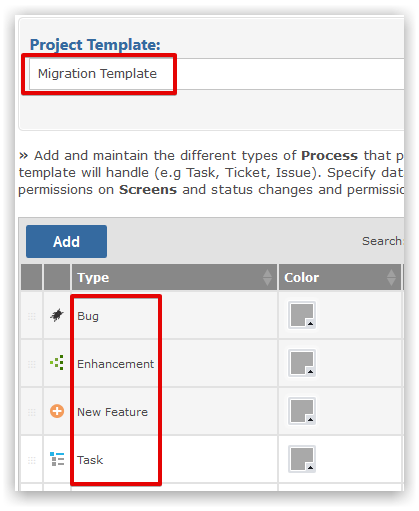 Project Template:
Migration Template
» Add and maintain the different types of Process that p
template will handle (e.g Task, Ticket, Issue). Specify dat
permissions on Screens and status changes and permissio
Add
Search:
Type
Color
Bug
Enhancement
New Feature
Task